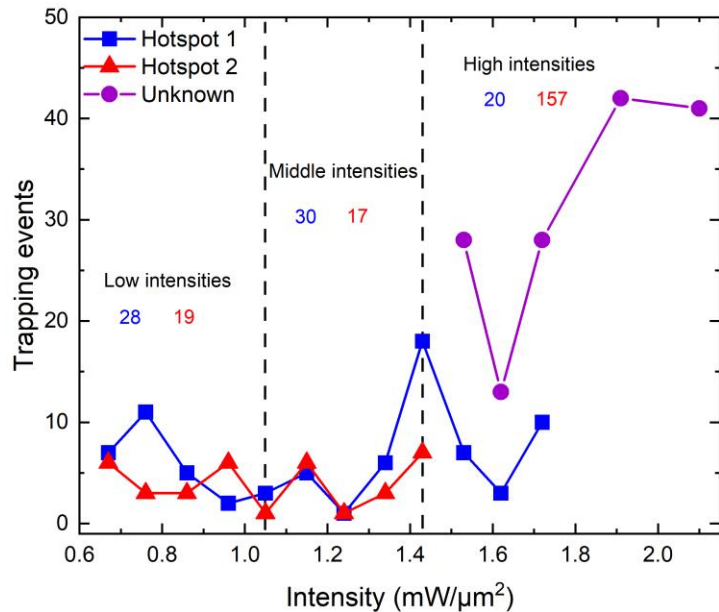 50
40
30
20
10
0
Trapping events
Hotspot 1
Hotspot 2
Unknown
High intensities
20 157
Middle intensities
30 17
Low intensities
28 19
0.6 0.8 1.0 1.2 1.4 1.6 1.8 2.0
Intensity (mW/µm²)